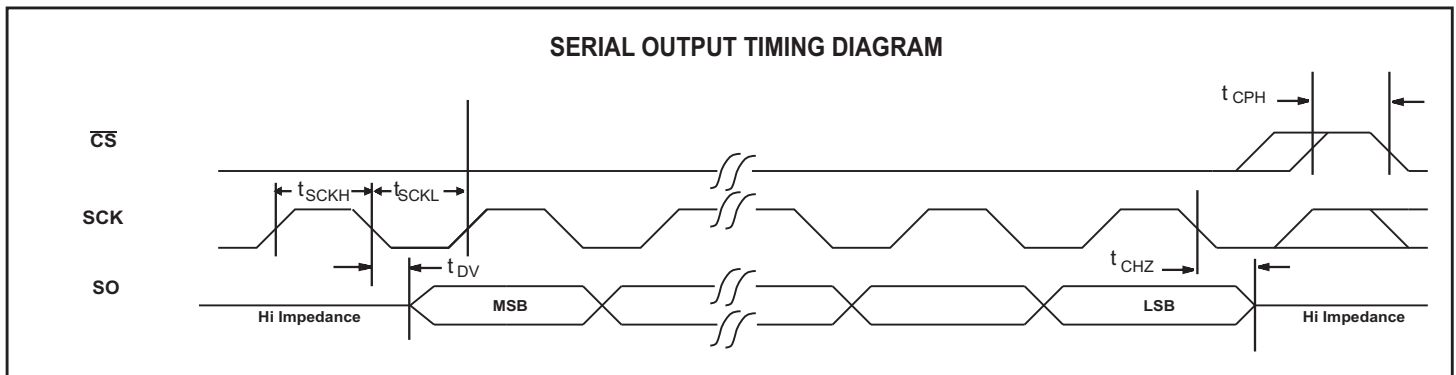 SERIAL OUTPUT TIMING DIAGRAM
t CPH
CS
t SCKH t SCKL
SCK
t DV
t CHZ
SO
MSB
LSB
Hi Impedance
Hi Impedance